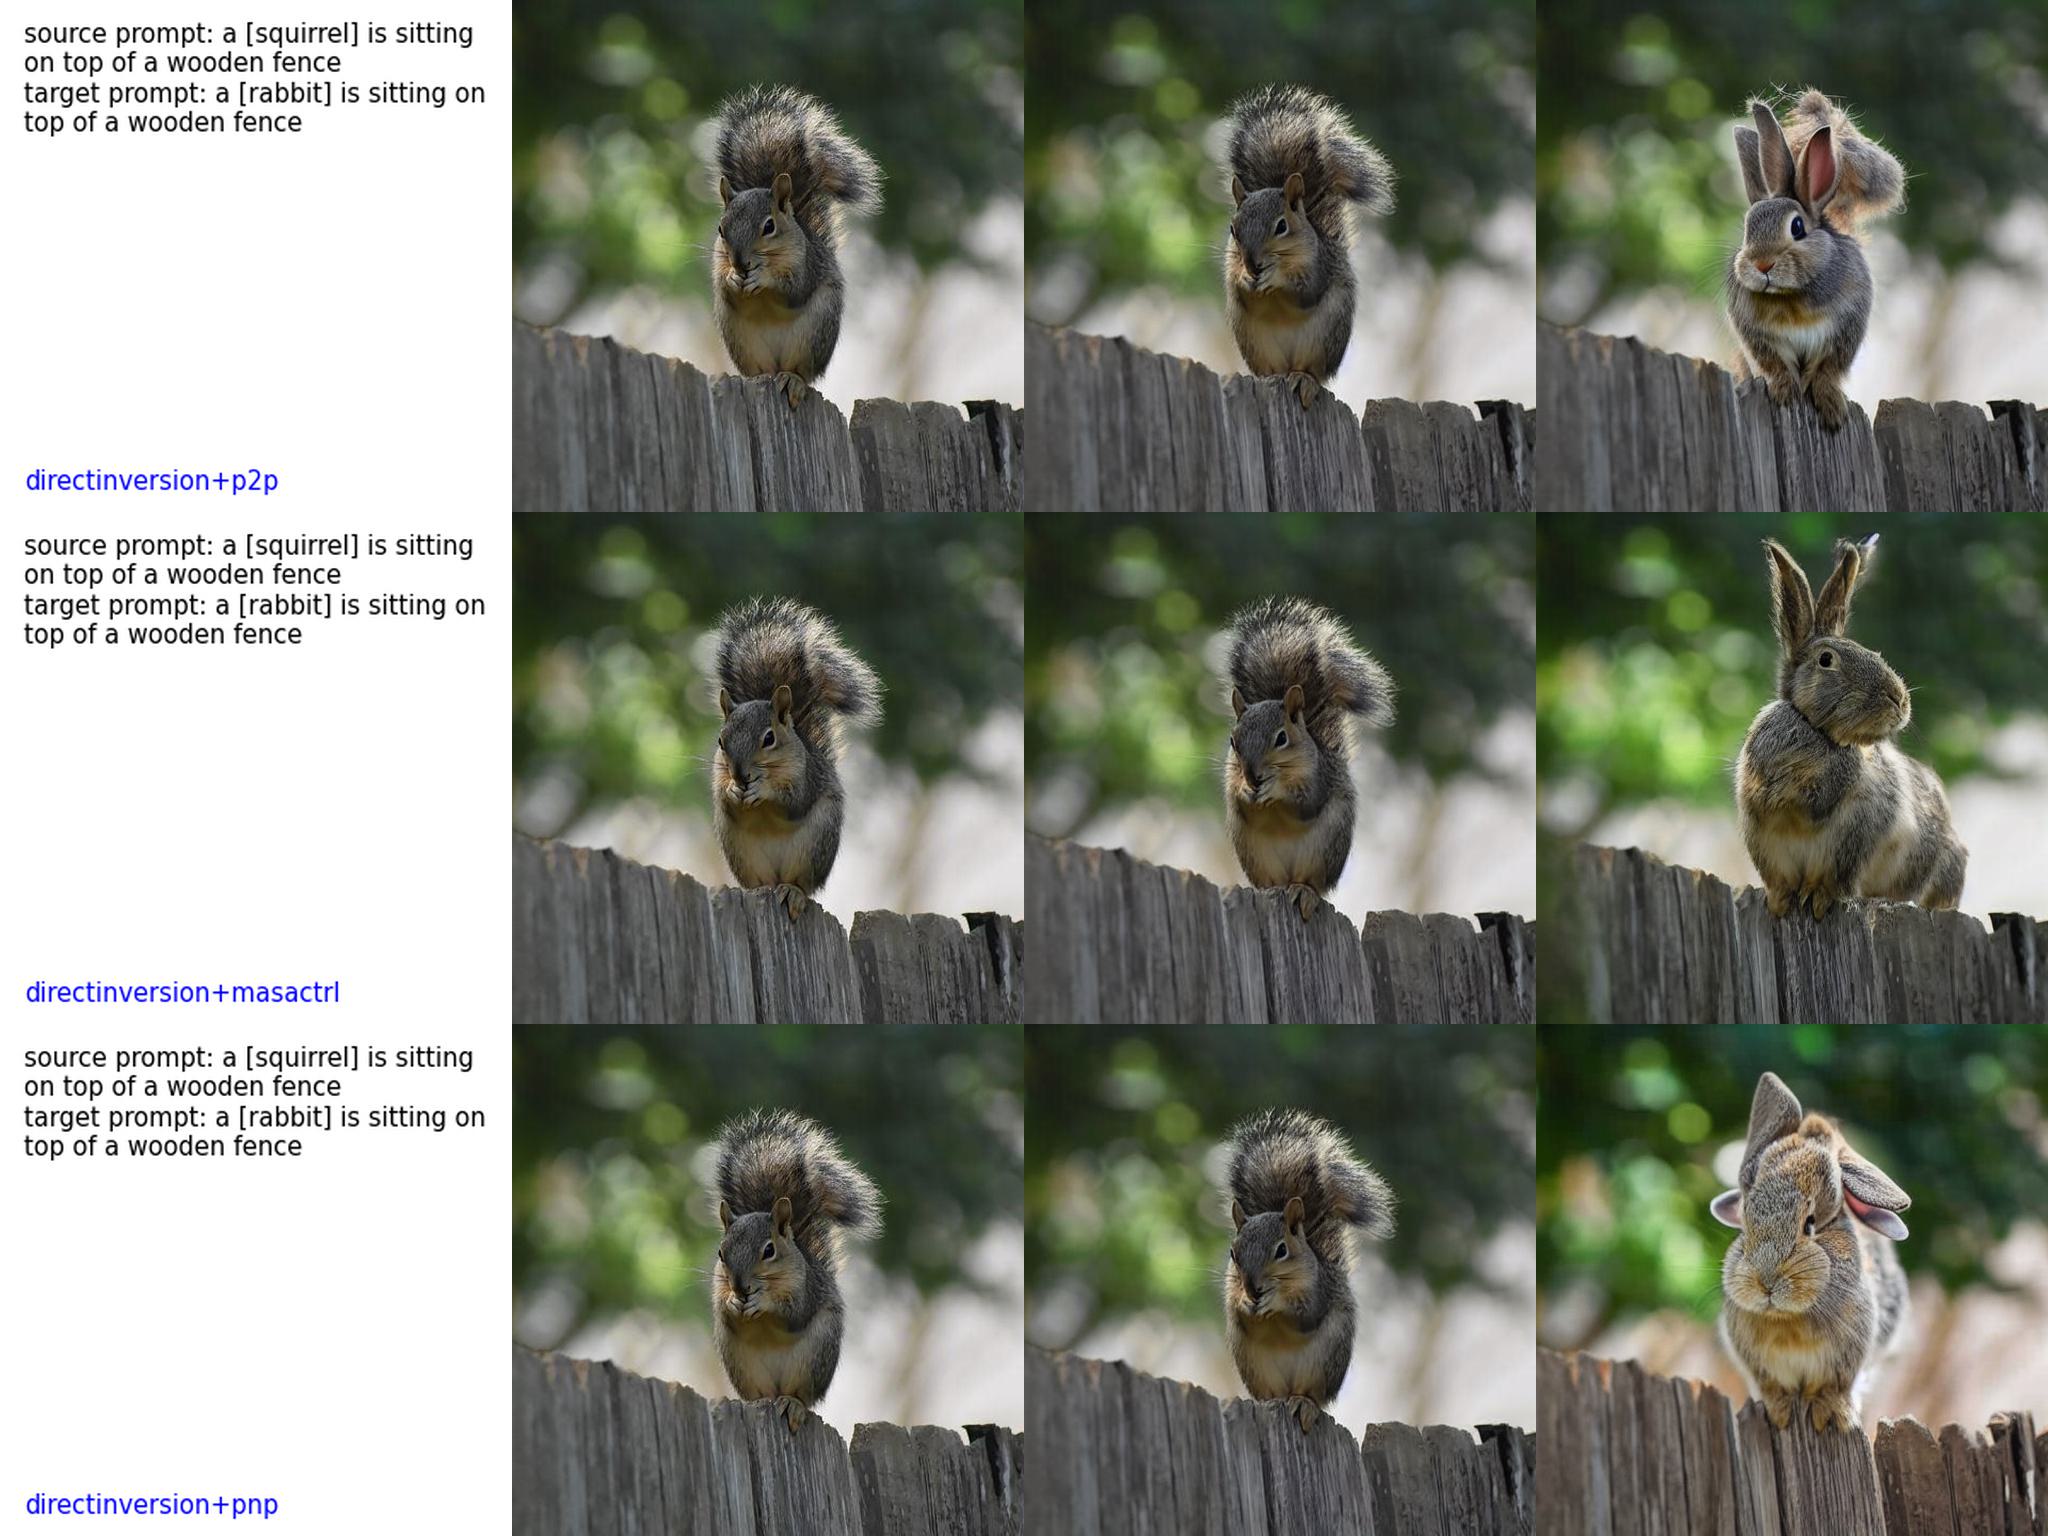 source prompt: a [squirrel] is sitting
on top of a wooden fence
target prompt: a [rabbit] is sitting on
top of a wooden fence
directinversion+p2p
source prompt: a [squirrel] is sitting
on top of a wooden fence
target prompt: a [rabbit] is sitting on
top of a wooden fence
directinversion+masactrl
source prompt: a [squirrel] is sitting
on top of a wooden fence
target prompt: a [rabbit] is sitting on
top of a wooden fence
directinversion+pnp